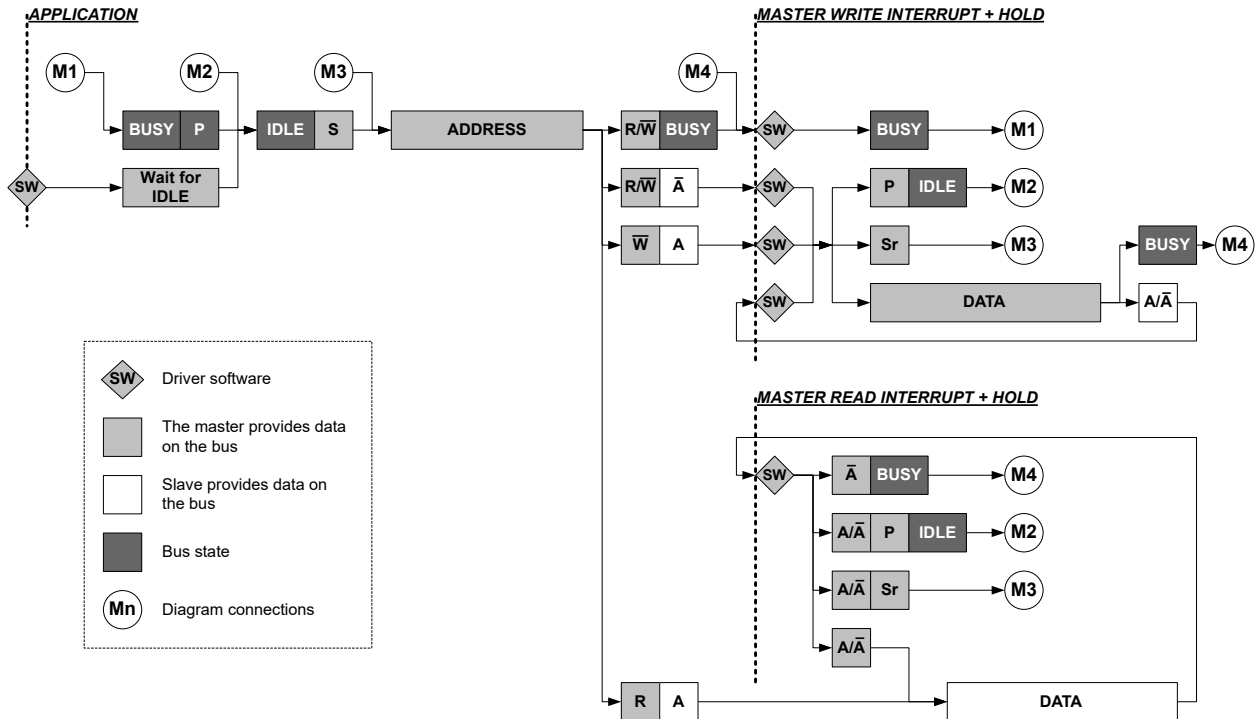 APPLICATION
MASTER WRITE INTERRUPT + HOLD
M1
M2
M3
M4
BUSY P
IDLE S
ADDRESS
R/W̅ BUSY
SW
BUSY
M1
SW
Wait for
IDLE
R/W̅ A̅
SW
P IDLE
M2
W̅ A
SW
Sr
M3
BUSY
M4
SW
DATA
A/A̅
SW
Driver software
The master provides data
on the bus
Slave provides data on
the bus
Bus state
Mn
Diagram connections
MASTER READ INTERRUPT + HOLD
SW
A̅ BUSY
M4
A/A̅ P IDLE
M2
A/A̅ Sr
M3
A/A̅
R A
DATA